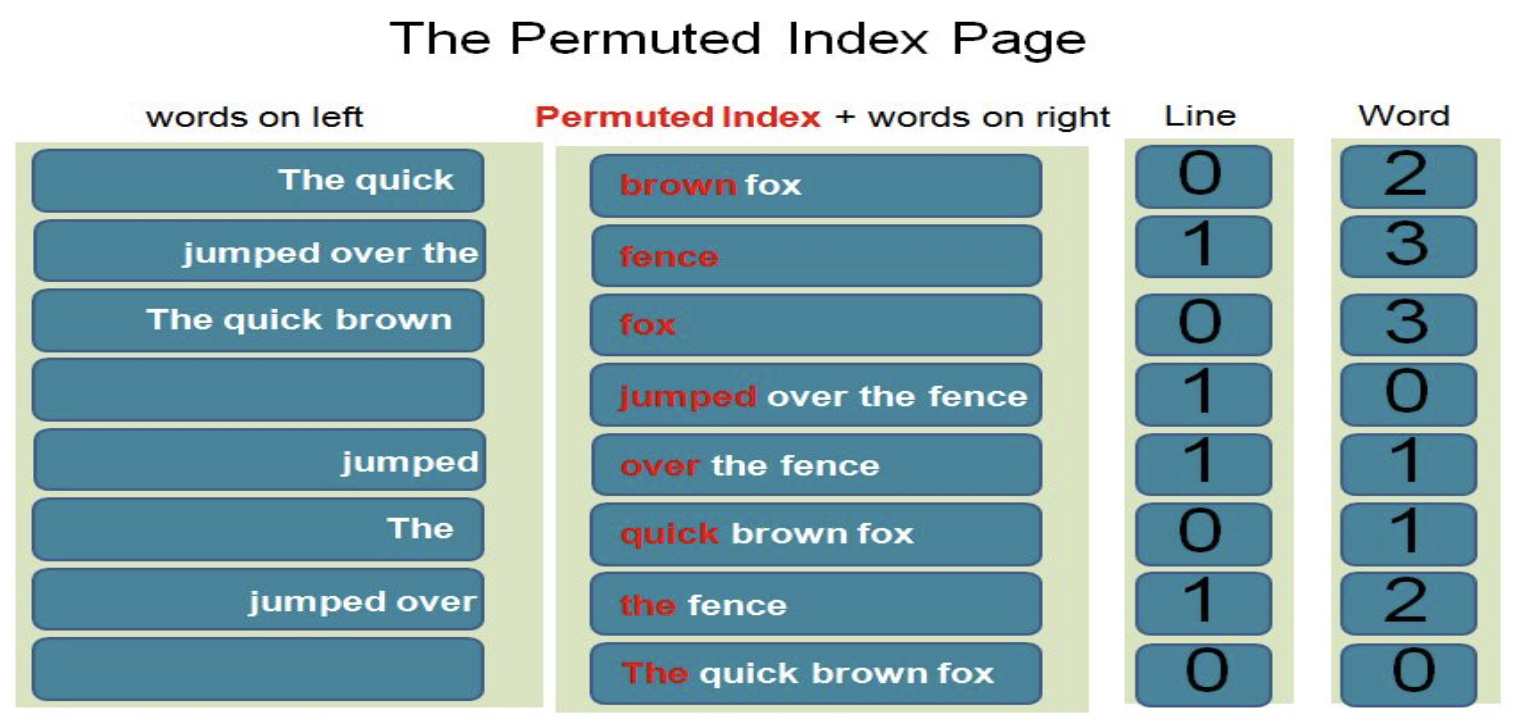 The Permuted Index Page
words on left Permuted Index + words on right Line Word
The quick brown fox 0 2
jumped over the fence 1 3
The quick brown fox 0 3
jumped over the fence 1 0
jumped over the fence 1 1
The quick brown fox 0 1
jumped over the fence 1 2
The quick brown fox 0 0